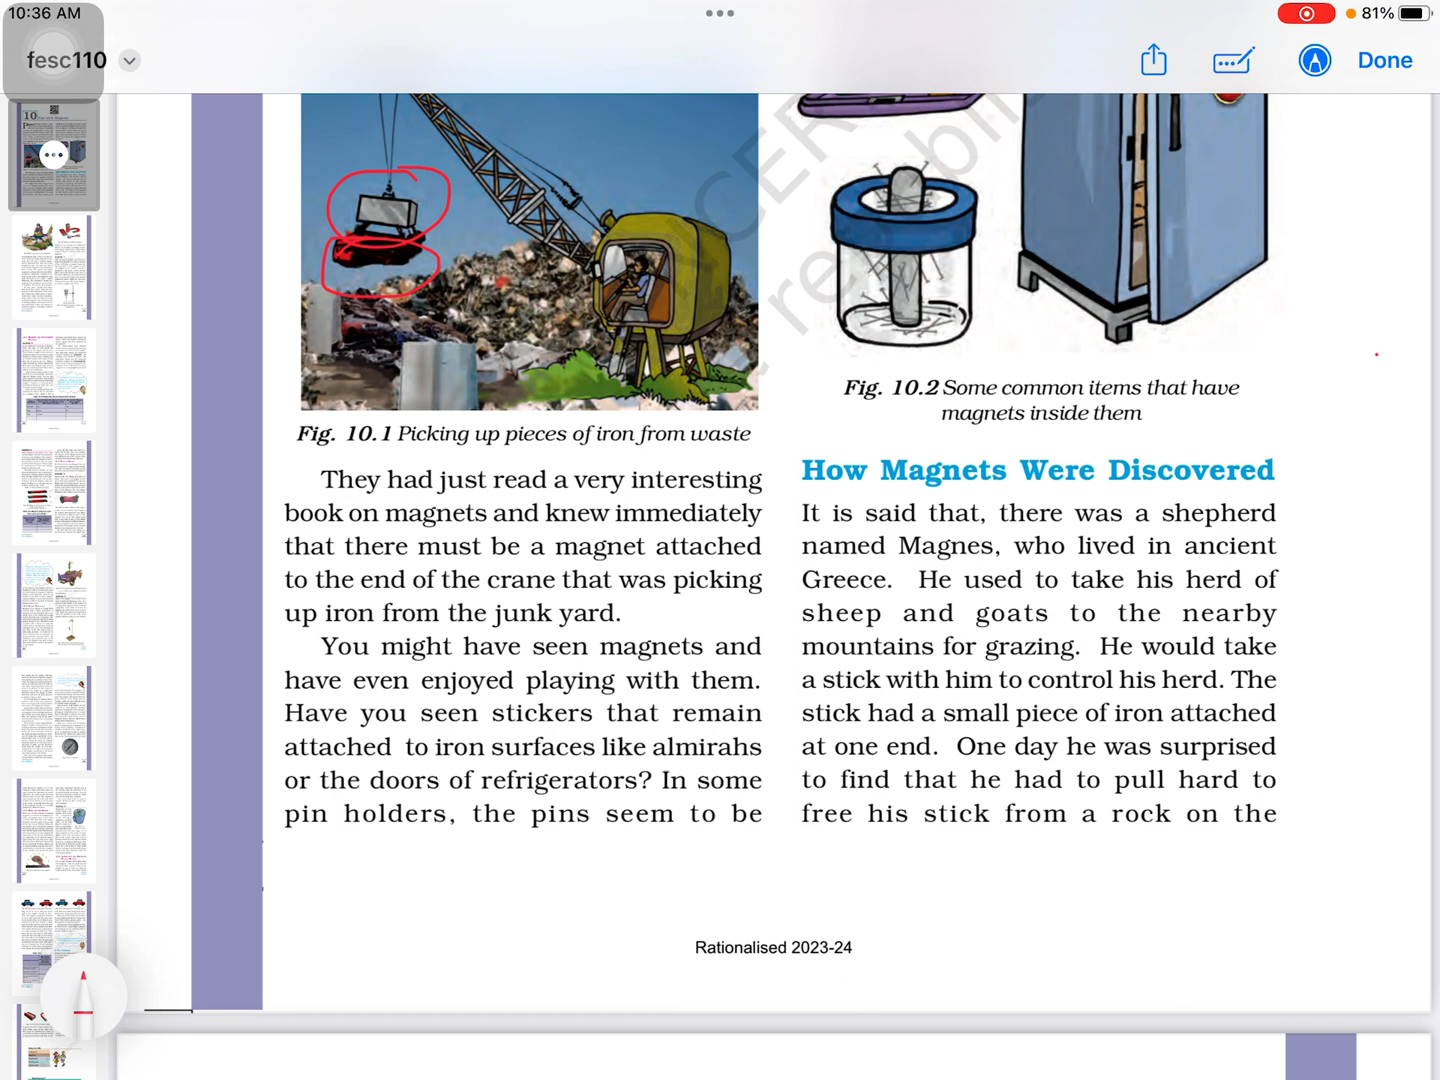 10:36 AM
81%
fesc110
Done
Fig. 10.1 Picking up pieces of iron from waste
They had just read a very interesting
book on magnets and knew immediately
that there must be a magnet attached
to the end of the crane that was picking
up iron from the junk yard.
You might have seen magnets and
have even enjoyed playing with them.
Have you seen stickers that remain
attached to iron surfaces like almirahs
or the doors of refrigerators? In some
pin holders, the pins seem to be
Fig. 10.2 Some common items that have
magnets inside them
How Magnets Were Discovered
It is said that, there was a shepherd
named Magnes, who lived in ancient
Greece. He used to take his herd of
sheep and goats to the nearby
mountains for grazing. He would take
a stick with him to control his herd. The
stick had a small piece of iron attached
at one end. One day he was surprised
to find that he had to pull hard to
free his stick from a rock on the
Rationalised 2023-24